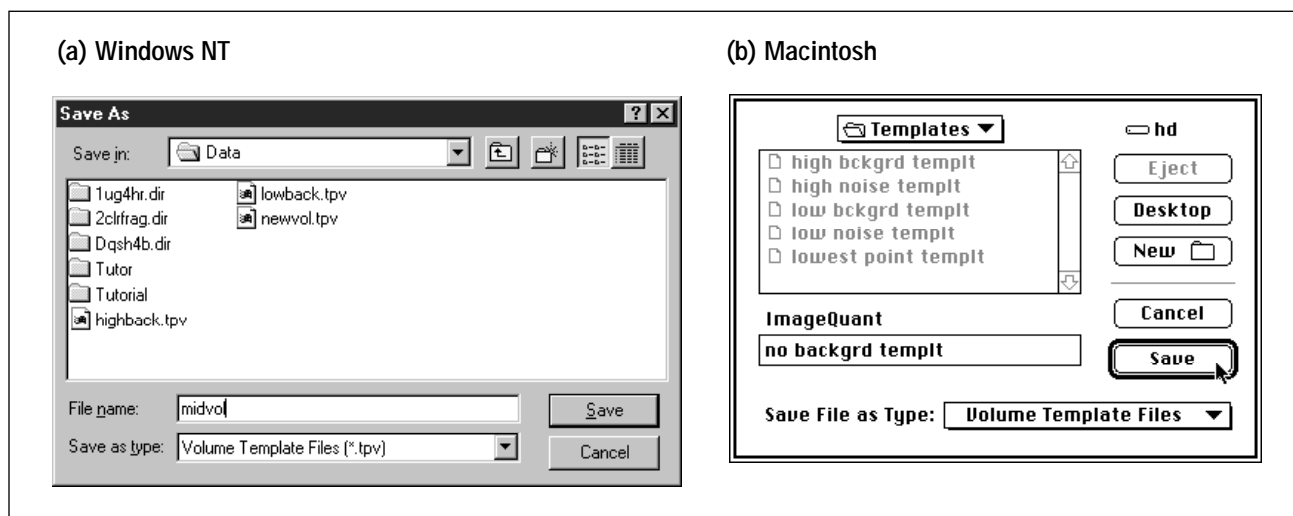 (a) Windows NT
Save As
Save in: Data
1ug4hr.dir
2clrfrag.dir
Dqsh4b.dir
Tutor
Tutorial
highback.tpv
lowback.tpv
newvol.tpv
File name: midvol
Save
Save as type: Volume Template Files (*.tpv)
Cancel
(b) Macintosh
Templates
hd
high bckgrd templt
high noise templt
low bckgrd templt
low noise templt
lowest point templt
Eject
Desktop
New
ImageQuant
no backgrd templt
Cancel
Save
Save File as Type: Volume Template Files